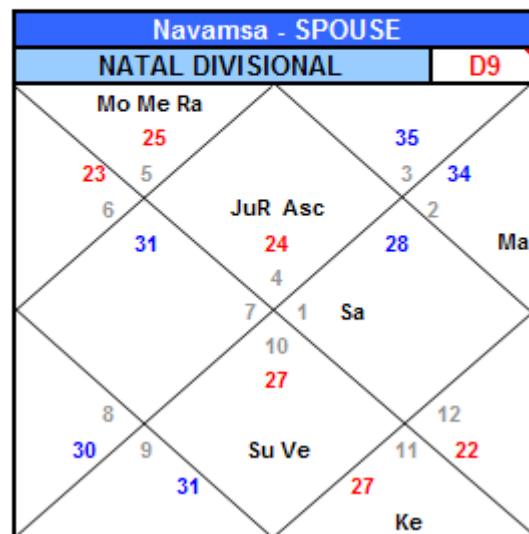 Navamsa - SPOUSE
NATAL DIVISIONAL D9
Mo Me Ra
25 35
23 5 3 34
6 JuR Asc 2
31 24 28 Ma
4
7 1 Sa
10
27
8 12
30 9 Su Ve 11 22
31 27
Ke